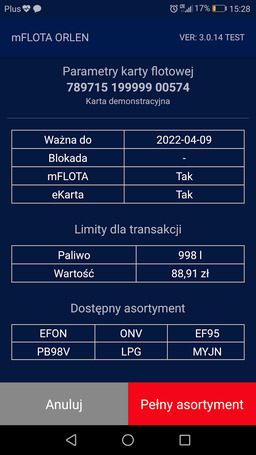 Plus 17% 15:28
mFLOTA ORLEN VER: 3.0.14 TEST
Parametry karty flotowej
789715 199999 00574
Karta demonstracyjna
Ważna do 2022-04-09
Blokada -
mFLOTA Tak
eKarta Tak
Limity dla transakcji
Paliwo 998 l
Wartość 88,91 zł
Dostępny asortyment
EFON ONV EF95
PB98V LPG MYJN
Anuluj Pełny asortyment